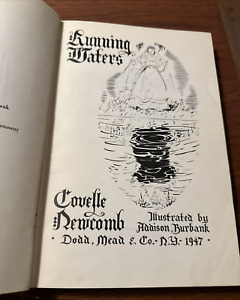 Running
Waters
Covelle
Newcomb
Illustrated by
Addison Burbank
Dodd, Mead & Co. · N.Y. · 1947